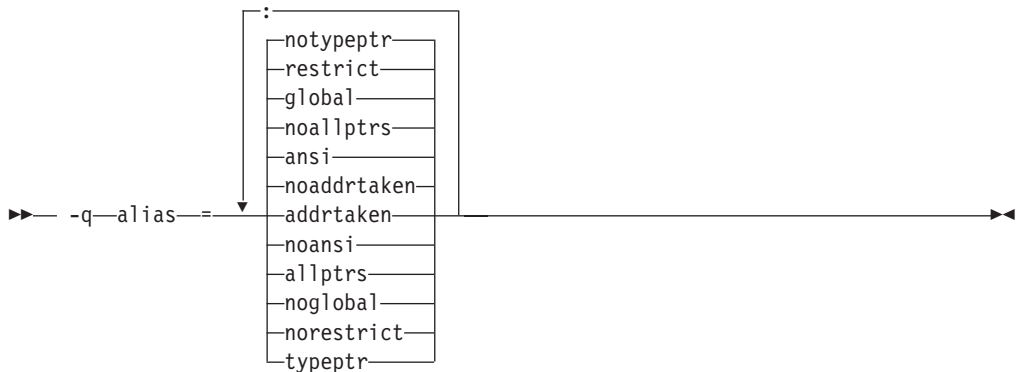 :
notypeptr
restrict
global
noallptrs
ansi
noaddrtaken
-q alias = addrtaken
noansi
allptrs
noglobal
norestrict
typeptr